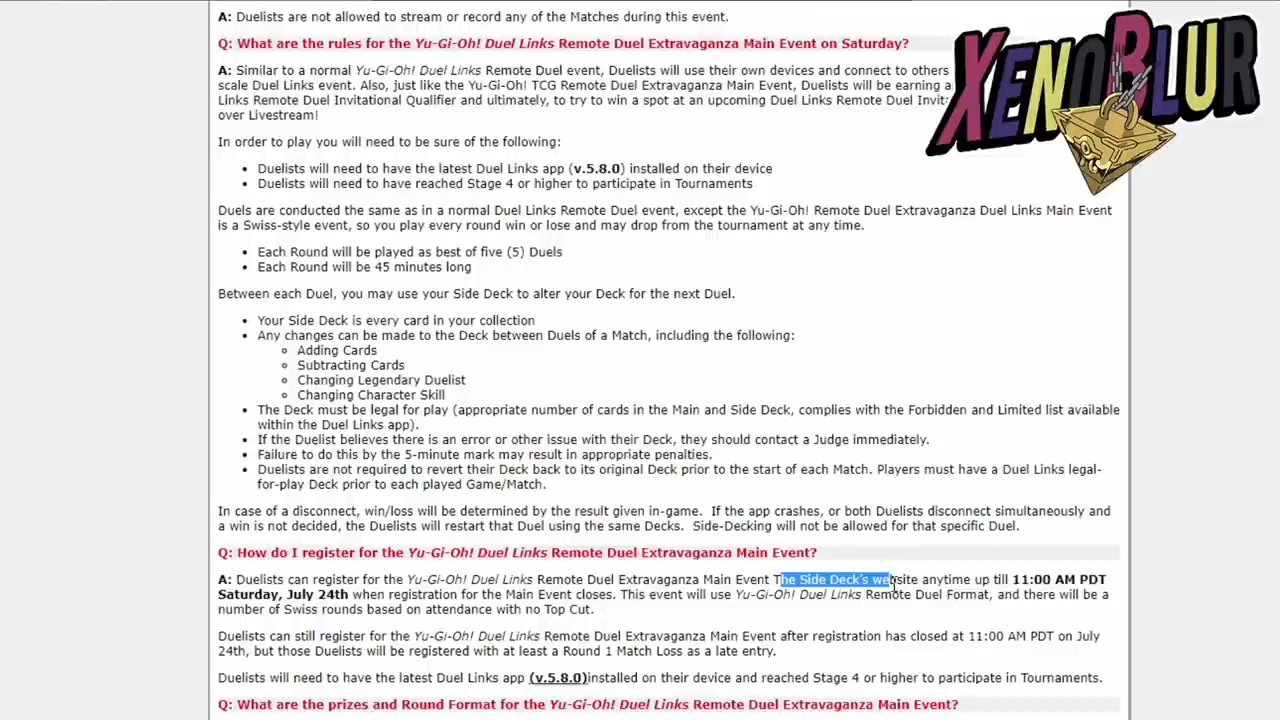 A: Duelists are not allowed to stream or record any of the Matches during this event.
Q: What are the rules for the Yu-Gi-Oh! Duel Links Remote Duel Extravaganza Main Event on Saturday?
A: Similar to a normal Yu-Gi-Oh! Duel Links Remote Duel event, Duelists will use their own devices and connect to others
scale Duel Links event. Also, just like the Yu-Gi-Oh! TCG Remote Duel Extravaganza Main Event, Duelists will be earning a
Links Remote Duel Invitational Qualifier and ultimately, to try to win a spot at an upcoming Duel Links Remote Duel
over Livestream!
XENOBLUR
In order to play you will need to be sure of the following:
• Duelists will need to have the latest Duel Links app (v.5.8.0) installed on their device
• Duelists will need to have reached Stage 4 or higher to participate in Tournaments
Duels are conducted the same as in a normal Duel Links Remote Duel event, except the Yu-Gi-Oh! Remote Duel Extravaganza Duel Links Main Event
is a Swiss-style event, so you play every round win or lose and may drop from the tournament at any time.
• Each Round will be played as best of five (5) Duels
• Each Round will be 45 minutes long
Between each Duel, you may use your Side Deck to alter your Deck for the next Duel.
• Your Side Deck is every card in your collection
• Any changes can be made to the Deck between Duels of a Match, including the following:
◦ Adding Cards
◦ Subtracting Cards
◦ Changing Legendary Duelist
◦ Changing Character Skill
• The Deck must be legal for play (appropriate number of cards in the Main and Side Deck, complies with the Forbidden and Limited list available
within the Duel Links app).
• If the Duelist believes there is an error or other issue with their Deck, they should contact a Judge immediately.
• Failure to do this by the 5-minute mark may result in appropriate penalties.
• Duelists are not required to revert their Deck back to its original Deck prior to the start of each Match. Players must have a Duel Links legal-
for-play Deck prior to each played Game/Match.
In case of a disconnect, win/loss will be determined by the result given in-game. If the app crashes, or both Duelists disconnect simultaneously and
a win is not decided, the Duelists will restart that Duel using the same Decks. Side-Decking will not be allowed for that specific Duel.
Q: How do I register for the Yu-Gi-Oh! Duel Links Remote Duel Extravaganza Main Event?
A: Duelists can register for the Yu-Gi-Oh! Duel Links Remote Duel Extravaganza Main Event The Side Deck's website anytime up till 11:00 AM PDT
Saturday, July 24th when registration for the Main Event closes. This event will use Yu-Gi-Oh! Duel Links Remote Duel Format, and there will be a
number of Swiss rounds based on attendance with no Top Cut.
Duelists can still register for the Yu-Gi-Oh! Duel Links Remote Duel Extravaganza Main Event after registration has closed at 11:00 AM PDT on July
24th, but those Duelists will be registered with at least a Round 1 Match Loss as a late entry.
Duelists will need to have the latest Duel Links app (v.5.8.0)installed on their device and reached Stage 4 or higher to participate in Tournaments.
Q: What are the prizes and Round Format for the Yu-Gi-Oh! Duel Links Remote Duel Extravaganza Main Event?